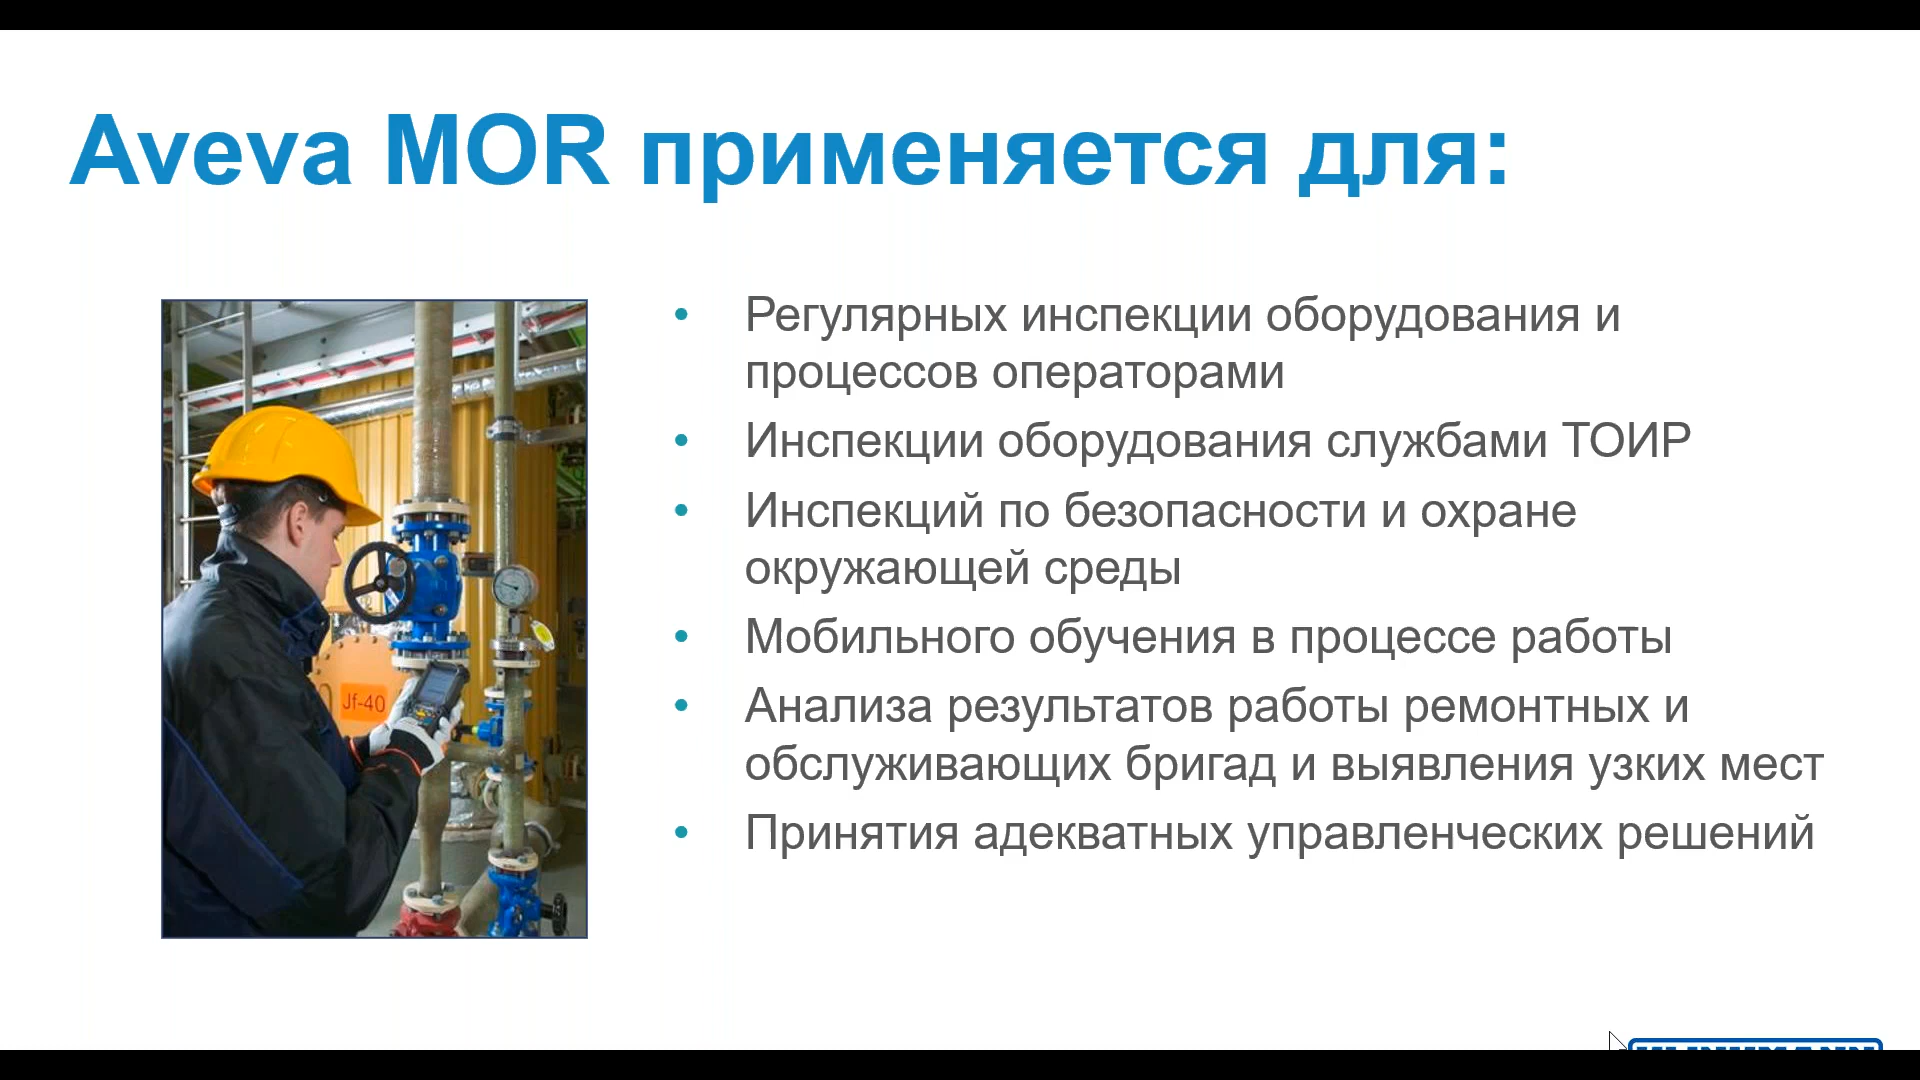 Aveva MOR применяется для:
• Регулярных инспекции оборудования и
процессов операторами
• Инспекции оборудования службами ТОИР
• Инспекций по безопасности и охране
окружающей среды
• Мобильного обучения в процессе работы
• Анализа результатов работы ремонтных и
обслуживающих бригад и выявления узких мест
• Принятия адекватных управленческих решений
Jf-40